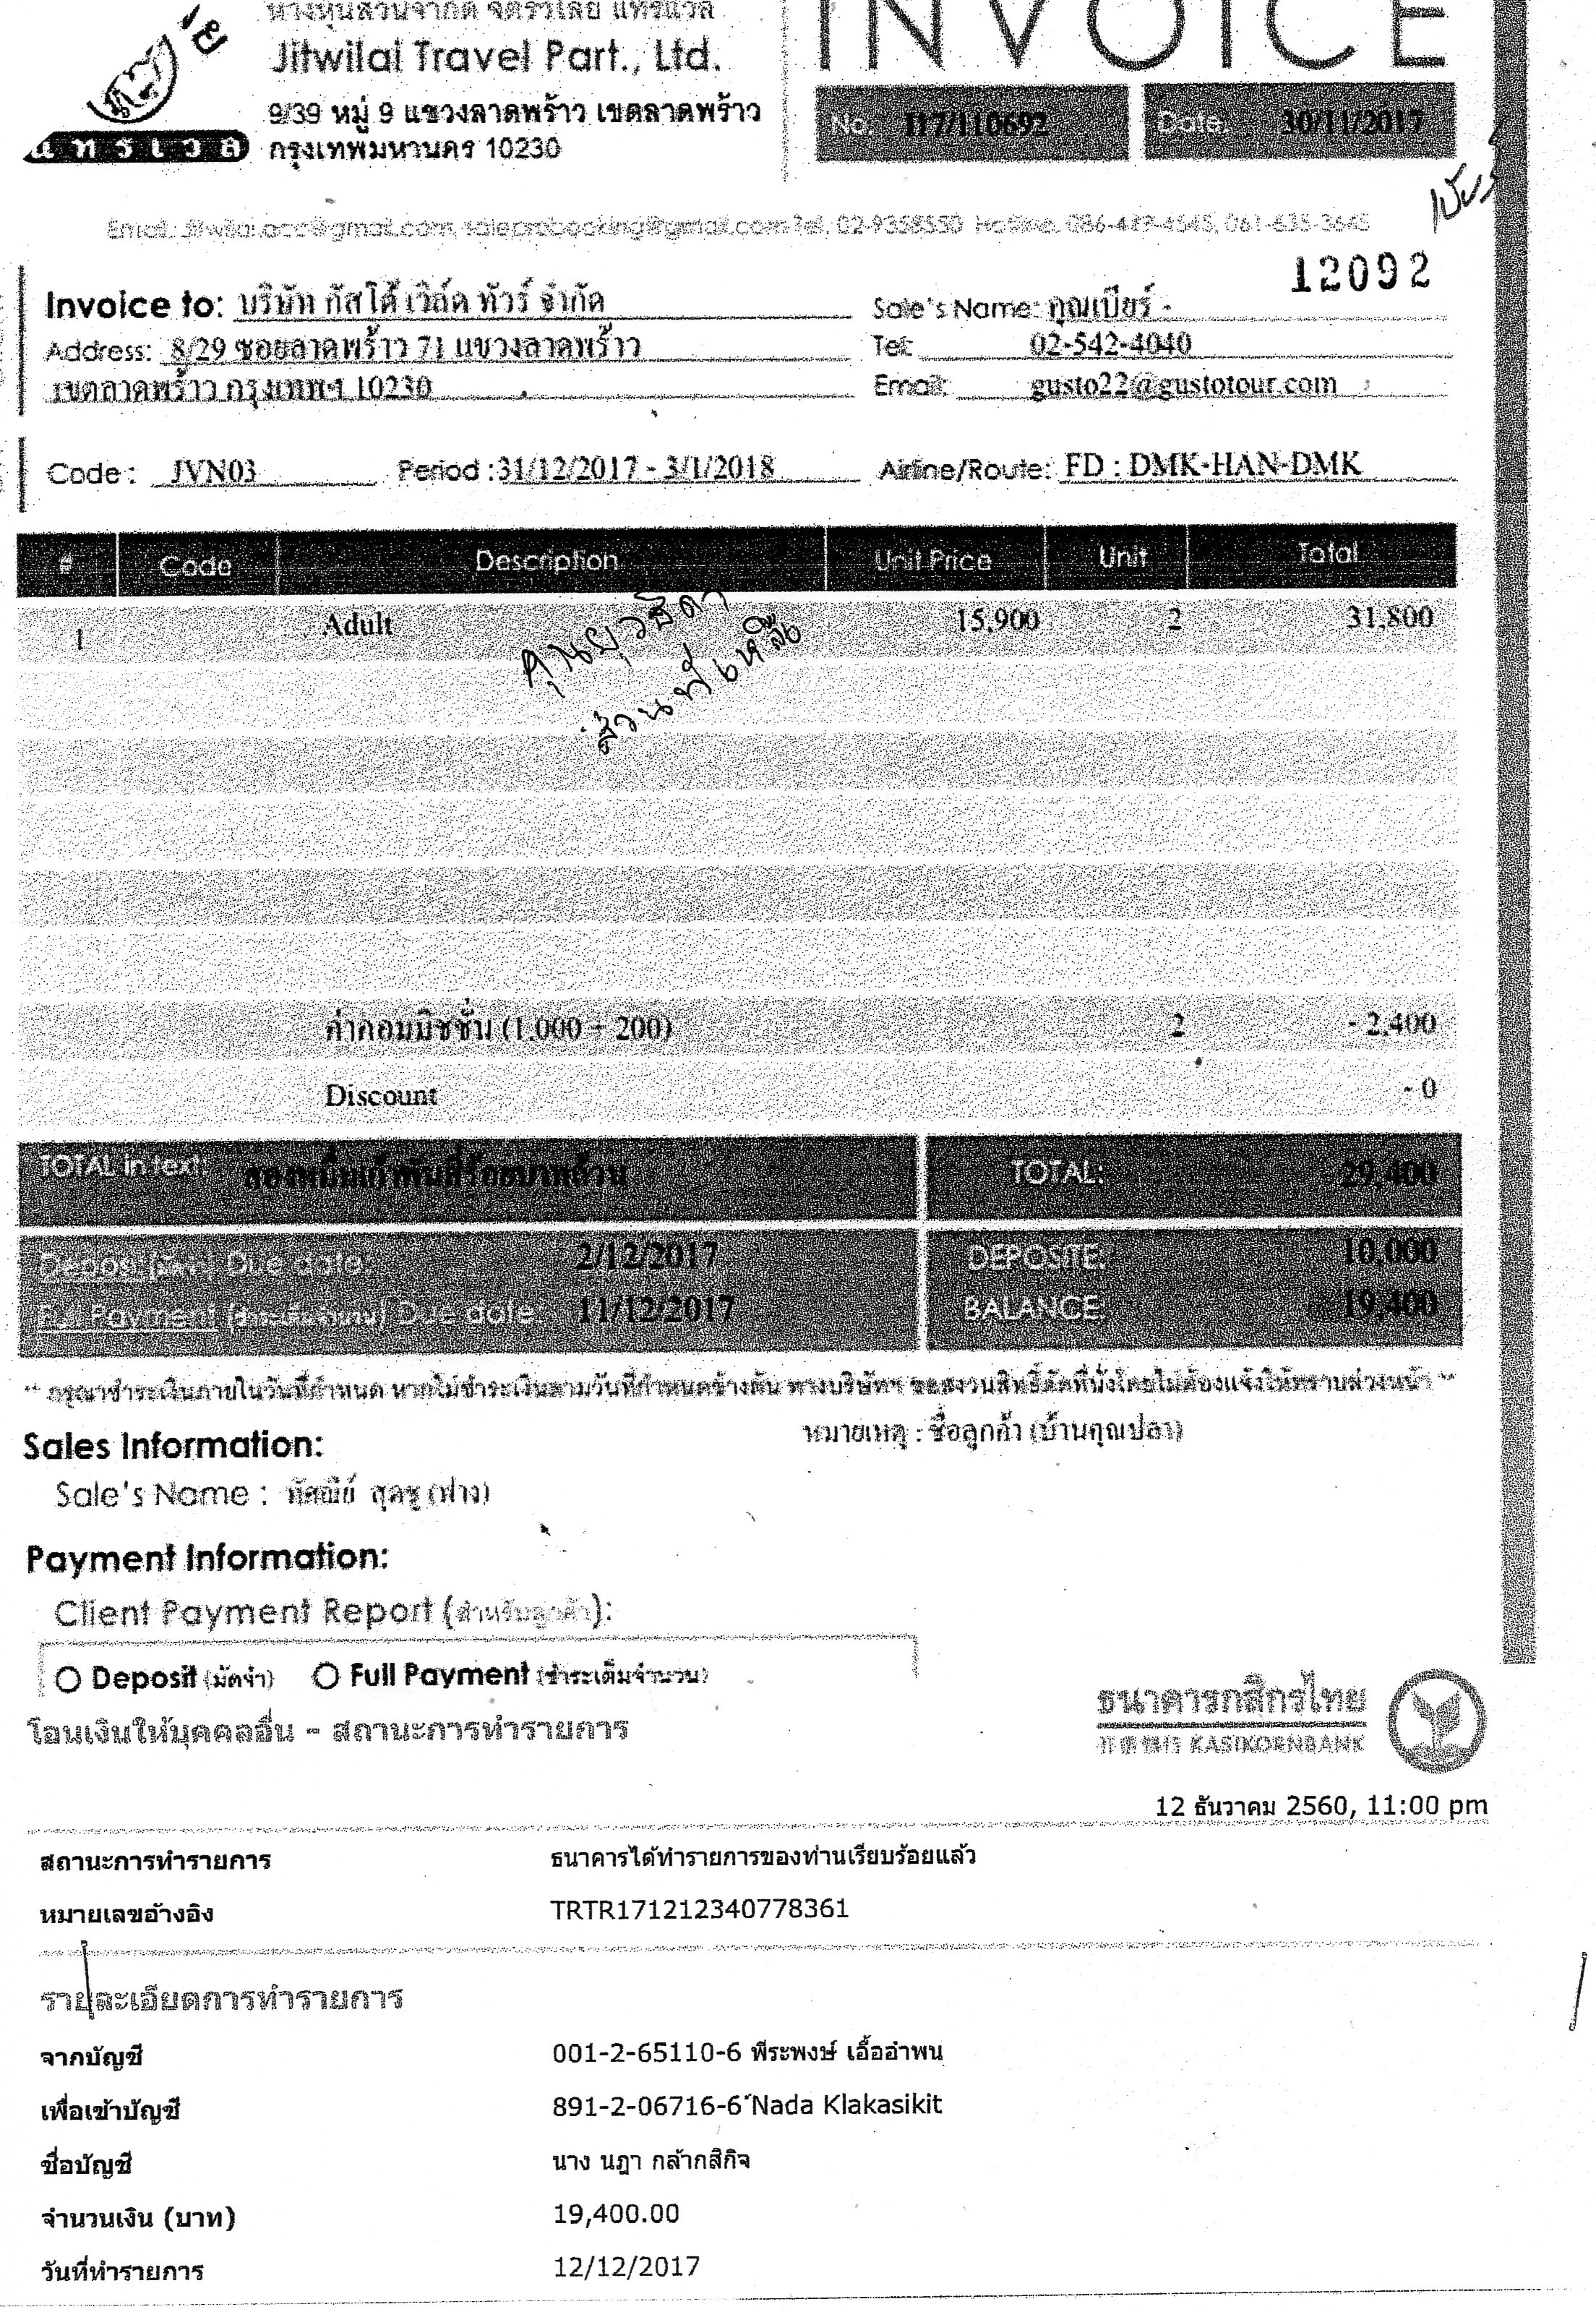 ห้างหุ้นส่วนจำกัด จิตรวิไลย แทรเวิล
INVOICE
Jitwilai Travel Part., Ltd.
9/39 หมู่ 9 แขวงลาดพร้าว เขตลาดพร้าว
กรุงเทพมหานคร 10230
แทรเวิล
No. I17/110692 Date: 30/11/2017
Email: Jitwilai.acc@gmail.com, saleprobooking@gmail.com Tel. 02-9358550 Hotline. 086-449-4545, 061-635-3645
12092
Invoice to: บริษัท กัสโต้ เวิล์ด ทัวร์ จำกัด Sale's Name: คุณเบียร์ -
Address: 8/29 ซอยลาดพร้าว 71 แขวงลาดพร้าว Tel: 02-542-4040
เขตลาดพร้าว กรุงเทพฯ 10230 Email: gusto22@gustotour.com
Code : JVN03 Period : 31/12/2017 - 3/1/2018 Airline/Route: FD : DMK-HAN-DMK
# Code Description Unit Price Unit Total
1 Adult 15,900 2 31,800
คุณยุวธิดา
ส่วนที่เหลือ
ค่าคอมมิชชั่น (1,000 + 200) 2 - 2,400
Discount - 0
TOTAL in text: สองหมื่นเก้าพันสี่ร้อยบาทถ้วน TOTAL: 29,400
Deposit (มัดจำ) Due date: 2/12/2017 DEPOSITE: 10,000
Full Payment (ชำระเต็มจำนวน) Due date: 11/12/2017 BALANCE: 19,400
** กรุณาชำระเงินภายในวันที่กำหนด หากไม่ชำระเงินตามวันที่กำหนดข้างต้น ทางบริษัทฯ ขอสงวนสิทธิ์ตัดที่นั่งโดยไม่ต้องแจ้งให้ทราบล่วงหน้า **
หมายเหตุ : ชื่อลูกค้า (บ้านคุณปลา)
Sales Information:
Sale's Name : ภัสณีย์ สุดชู (ฟาง)
Payment Information:
Client Payment Report (สำหรับลูกค้า):
Deposit (มัดจำ) Full Payment (ชำระเต็มจำนวน)
โอนเงินให้บุคคลอื่น - สถานะการทำรายการ
ธนาคารกสิกรไทย
开泰银行 KASIKORNBANK
12 ธันวาคม 2560, 11:00 pm
สถานะการทำรายการ ธนาคารได้ทำรายการของท่านเรียบร้อยแล้ว
หมายเลขอ้างอิง TRTR171212340778361
รายละเอียดการทำรายการ
จากบัญชี 001-2-65110-6 พีระพงษ์ เอื้ออำพน
เพื่อเข้าบัญชี 891-2-06716-6 Nada Klakasikit
ชื่อบัญชี นาง นฎา กล้ากสิกิจ
จำนวนเงิน (บาท) 19,400.00
วันที่ทำรายการ 12/12/2017